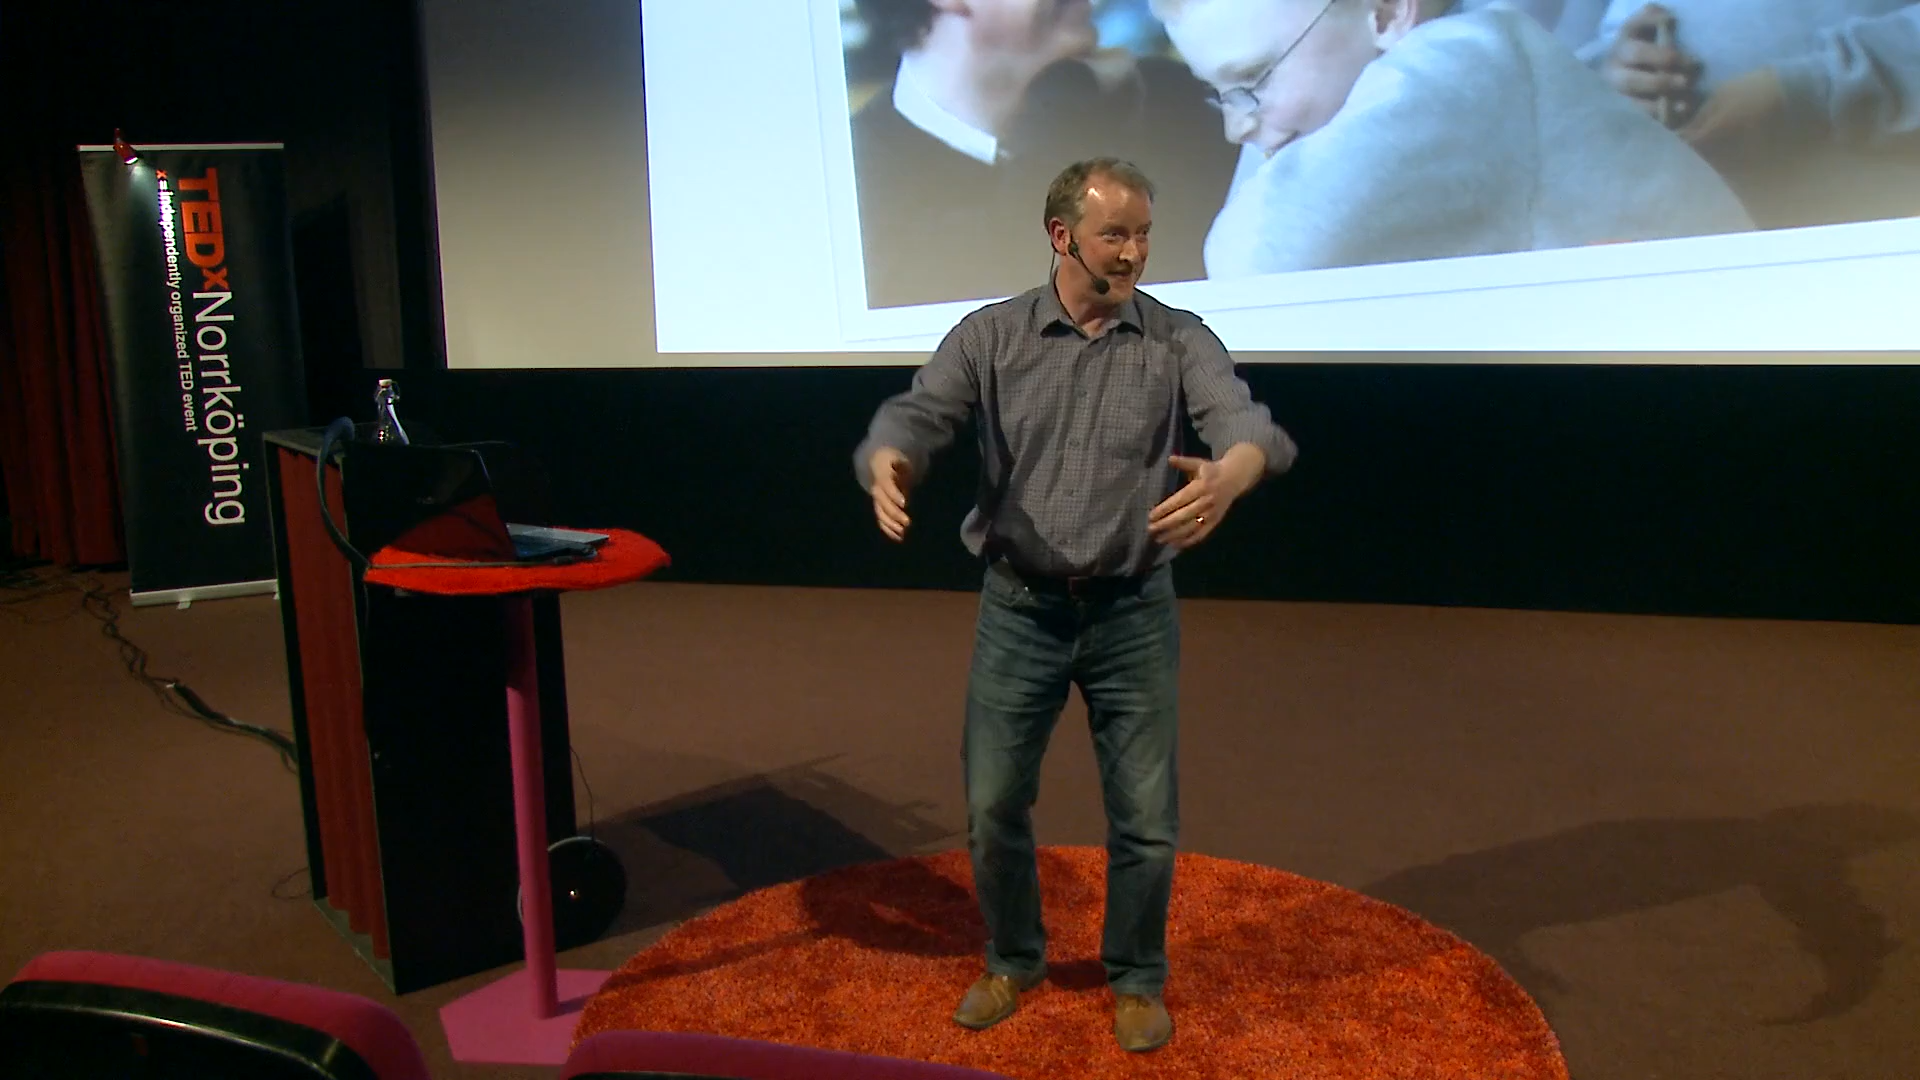 TEDxNorrköping
x = independently organized TED event